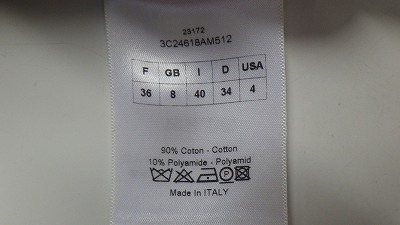 23172
3C24618AM512
F GB I D USA
36 8 40 34 4
90% Coton - Cotton
10% Polyamide - Polyamid
Made In ITALY